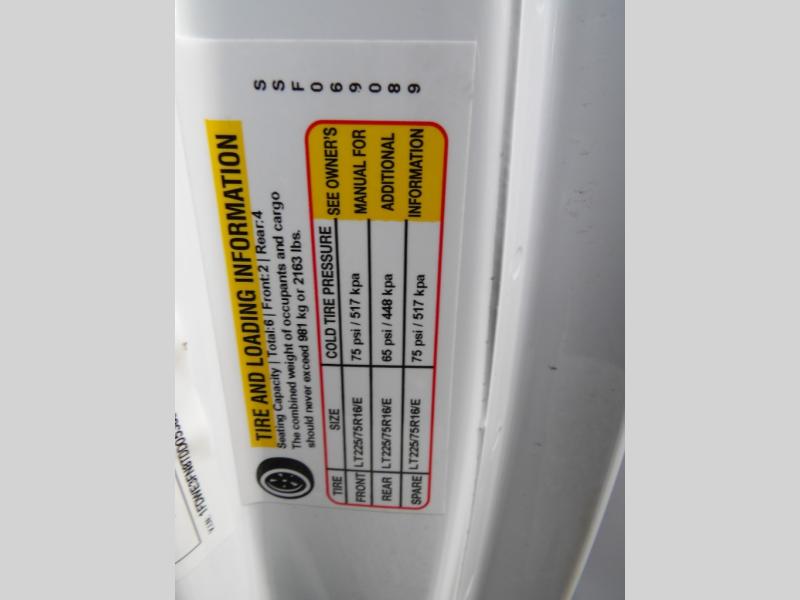 SSF069089
TIRE AND LOADING INFORMATION
Seating Capacity | Total:6 | Front:2 | Rear:4
The combined weight of occupants and cargo
should never exceed 981 kg or 2163 lbs.
TIRE SIZE COLD TIRE PRESSURE SEE OWNER'S
FRONT LT225/75R16/E 75 psi / 517 kpa MANUAL FOR
REAR LT225/75R16/E 65 psi / 448 kpa ADDITIONAL
SPARE LT225/75R16/E 75 psi / 517 kpa INFORMATION